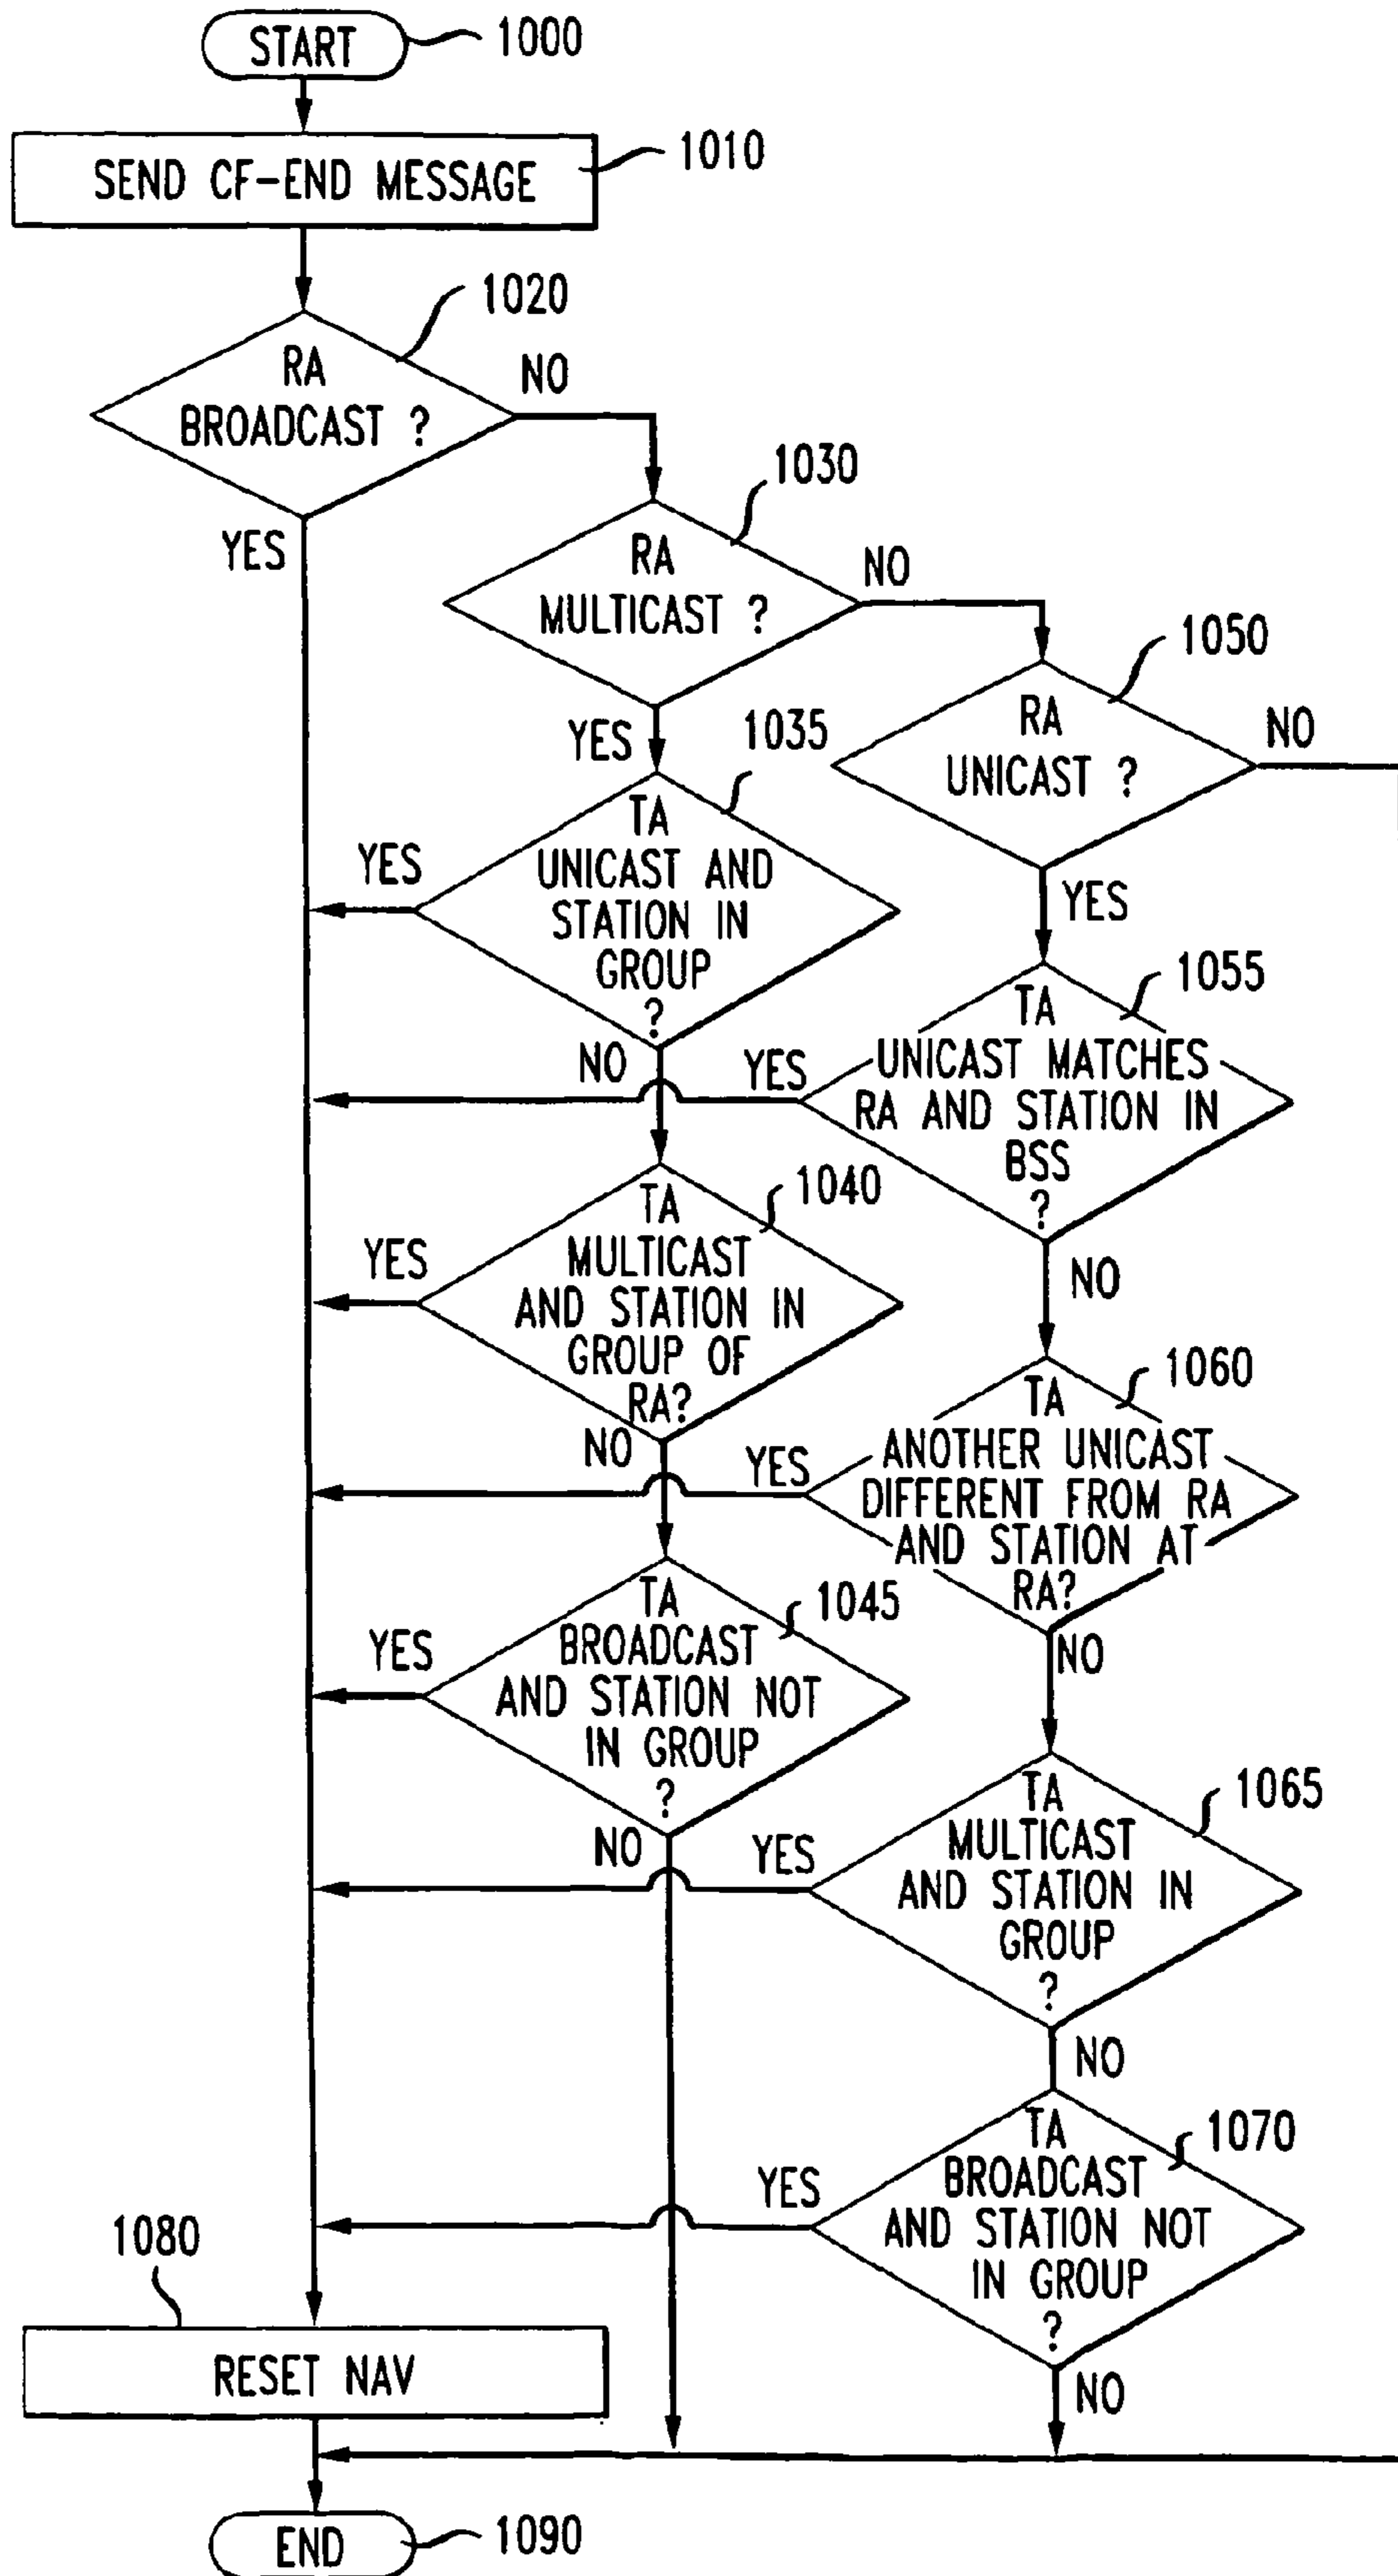 START
1000
SEND CF-END MESSAGE
1010
1020
RA
BROADCAST ?
NO
YES
1030
RA
MULTICAST ?
NO
YES
1050
RA
UNICAST ?
NO
YES
1035
TA
UNICAST AND
STATION IN
GROUP
?
YES
NO
1055
TA
UNICAST MATCHES
RA AND STATION IN
BSS
?
YES
NO
1040
TA
MULTICAST
AND STATION IN
GROUP OF
RA?
YES
NO
1060
TA
ANOTHER UNICAST
DIFFERENT FROM RA
AND STATION AT
RA?
YES
NO
1045
TA
BROADCAST
AND STATION NOT
IN GROUP
?
YES
NO
1065
TA
MULTICAST
AND STATION IN
GROUP
?
YES
NO
1070
TA
BROADCAST
AND STATION NOT
IN GROUP
?
YES
NO
1080
RESET NAV
END
1090